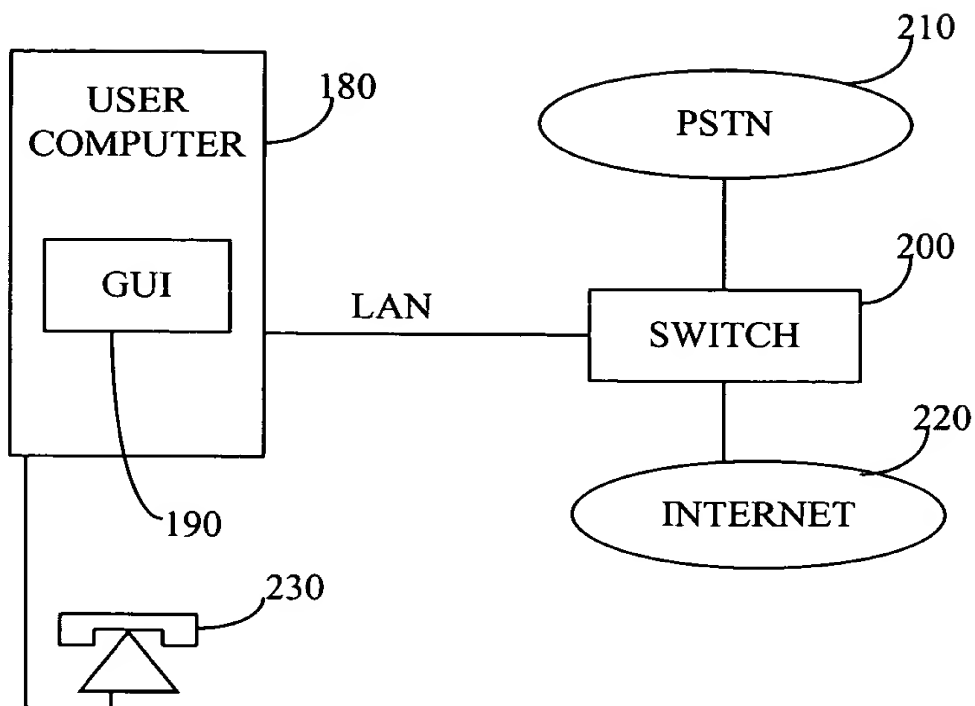 210
USER
COMPUTER
180
PSTN
200
GUI
LAN
SWITCH
220
INTERNET
190
230